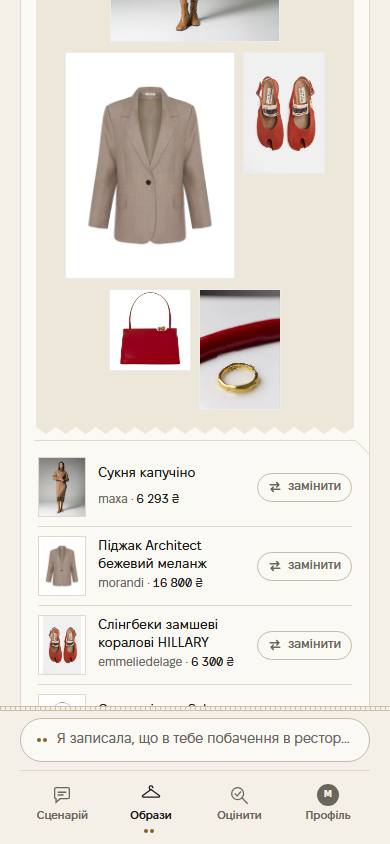 Сукня капучіно
maxa · 6 293 ₴
замінити
Піджак Architect
бежевий меланж
morandi · 16 800 ₴
замінити
Слінгбеки замшеві
коралові HILLARY
emmeliedelage · 6 300 ₴
замінити
Я записала, що в тебе побачення в рестор...
Сценарій
Образи
Оцінити
М
Профіль